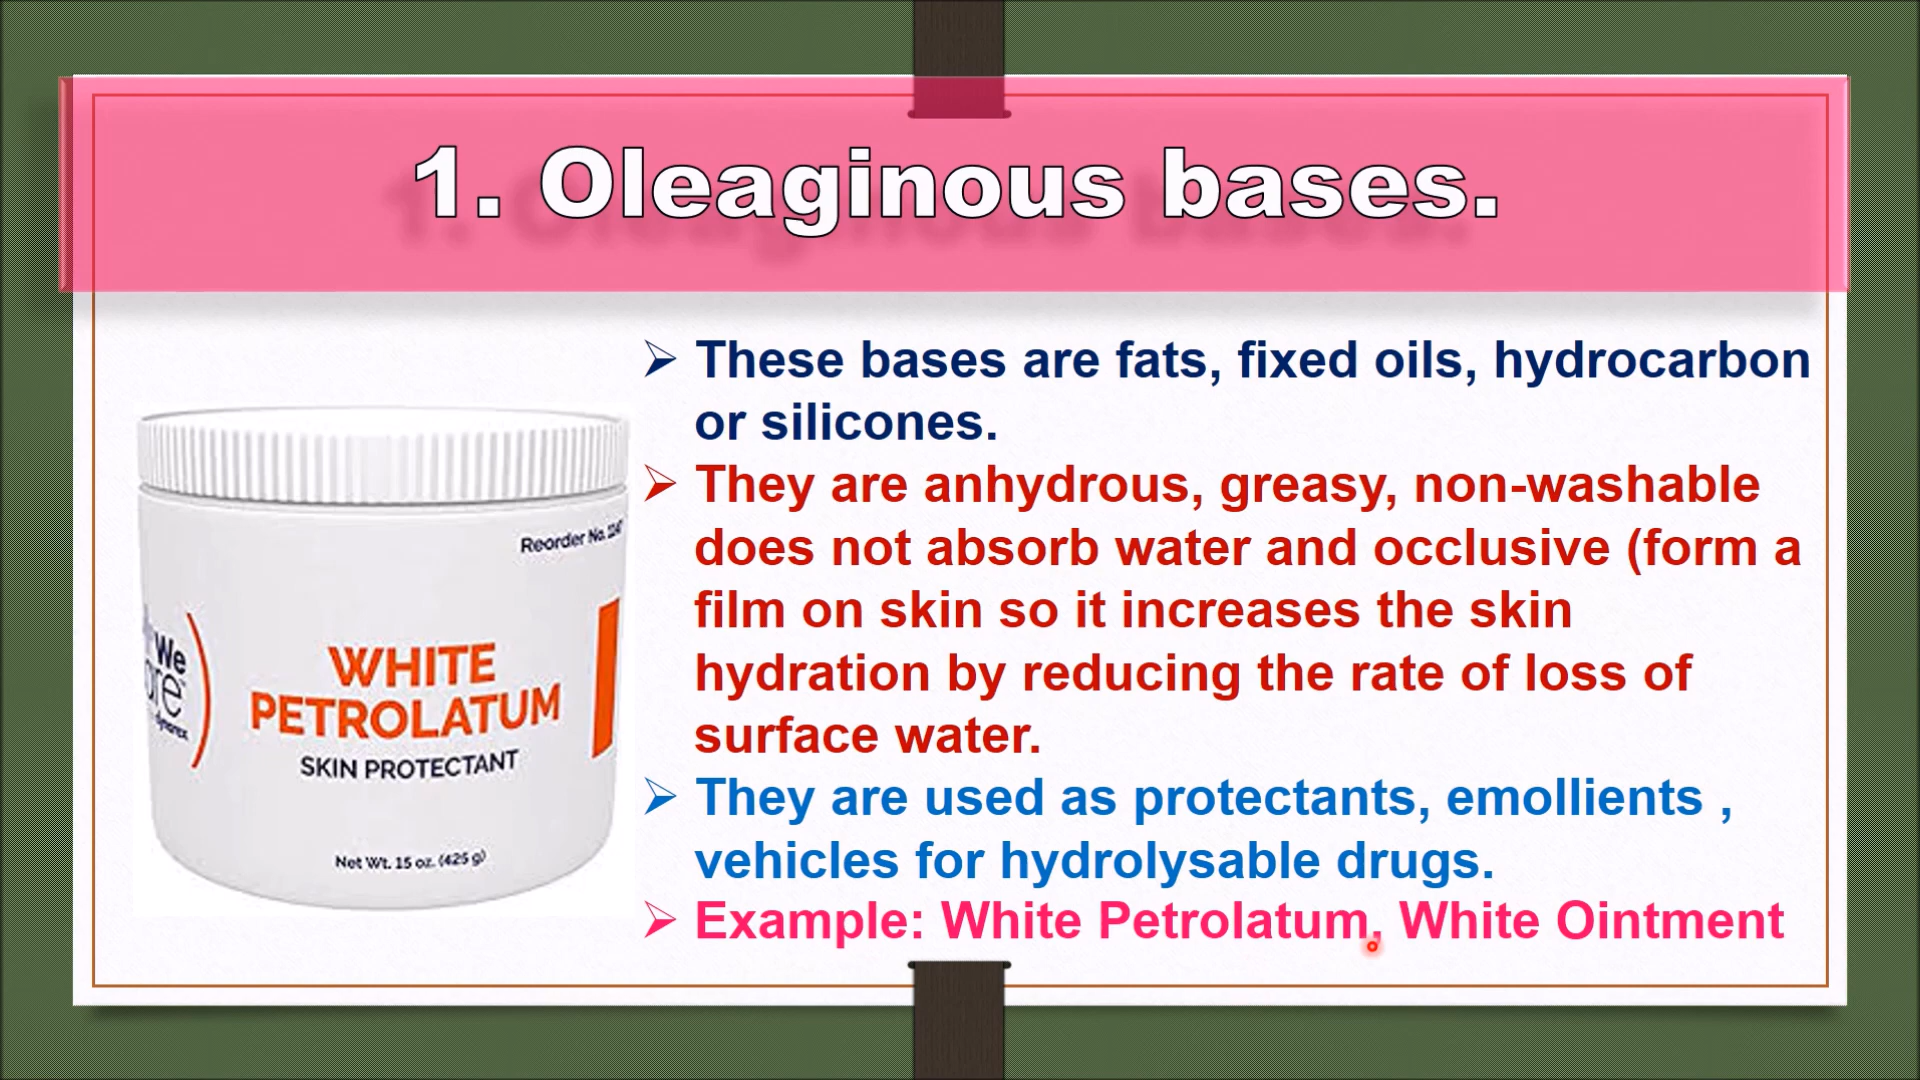 1. Oleaginous bases.
These bases are fats, fixed oils, hydrocarbon
or silicones.
They are anhydrous, greasy, non-washable
does not absorb water and occlusive (form a
film on skin so it increases the skin
hydration by reducing the rate of loss of
surface water.
They are used as protectants, emollients ,
vehicles for hydrolysable drugs.
Example: White Petrolatum, White Ointment
Reorder No.
We
WHITE
PETROLATUM
SKIN PROTECTANT
Net Wt. 15 oz. (425 g)